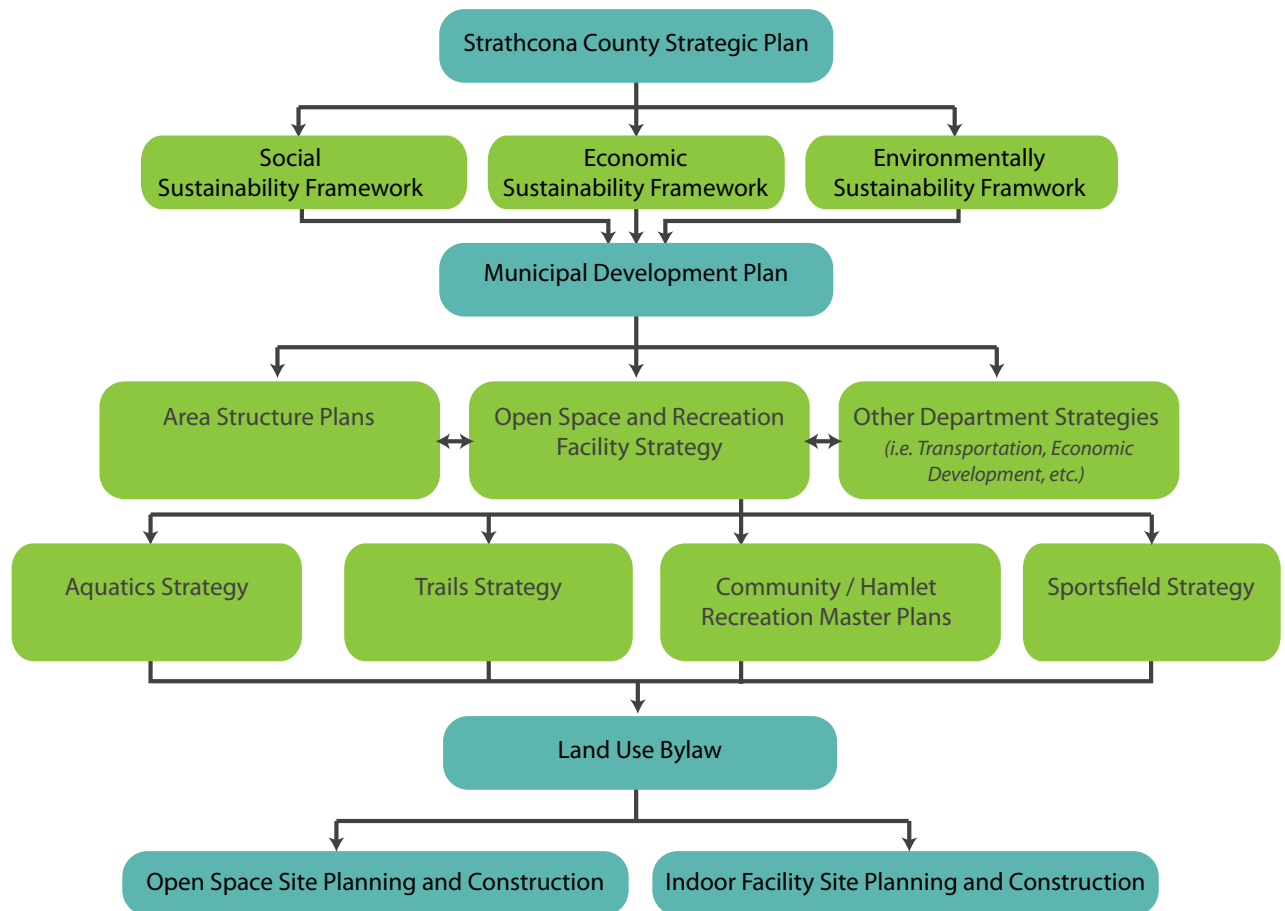 Strathcona County Strategic Plan
Social
Sustainability Framework
Economic
Sustainability Framework
Environmentally
Sustainability Framwork
Municipal Development Plan
Area Structure Plans
Open Space and Recreation
Facility Strategy
Other Department Strategies
(i.e. Transportation, Economic
Development, etc.)
Aquatics Strategy
Trails Strategy
Community / Hamlet
Recreation Master Plans
Sportsfield Strategy
Land Use Bylaw
Open Space Site Planning and Construction
Indoor Facility Site Planning and Construction